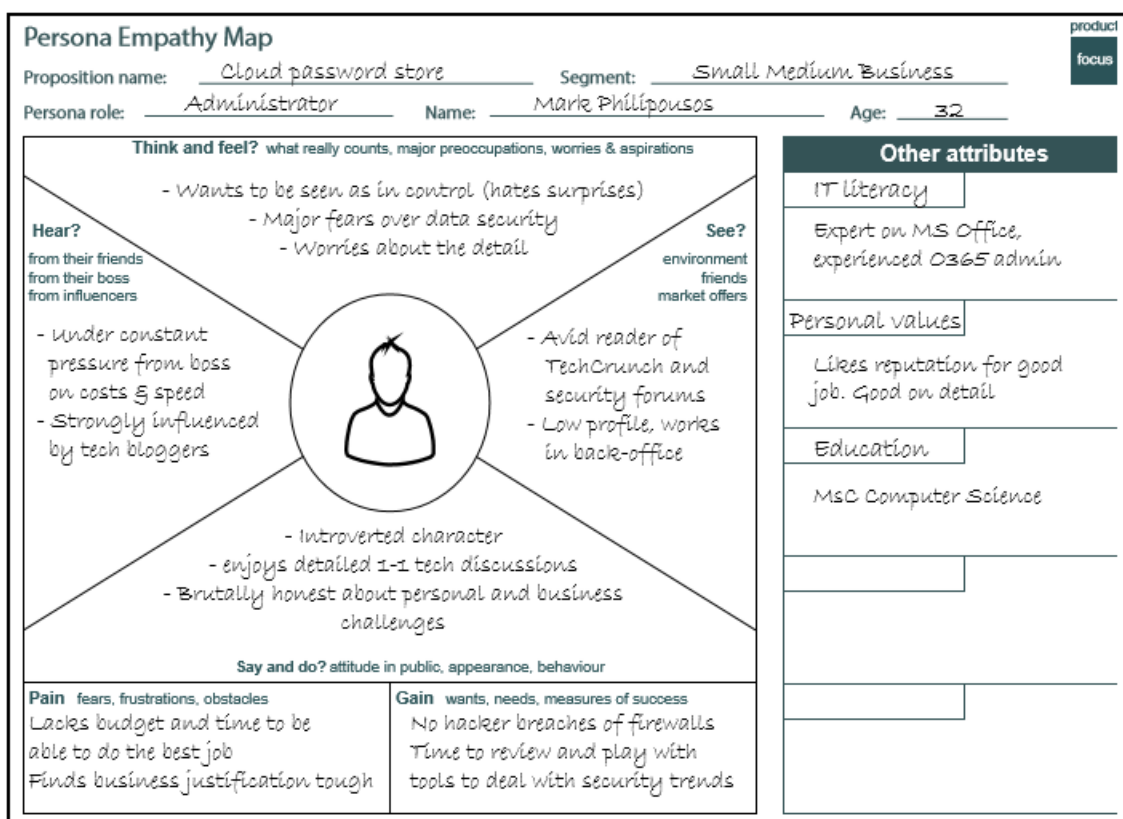 Persona Empathy Map
product
focus
Proposition name: Cloud password store Segment: Small Medium Business
Persona role: Administrator Name: Mark Philipousos Age: 32
Think and feel? what really counts, major preoccupations, worries & aspirations
- Wants to be seen as in control (hates surprises)
- Major fears over data security
- Worries about the detail
Hear?
from their friends
from their boss
from influencers
- Under constant
pressure from boss
on costs & speed
- Strongly influenced
by tech bloggers
See?
environment
friends
market offers
- Avid reader of
TechCrunch and
security forums
- Low profile, works
in back-office
- Introverted character
- enjoys detailed 1-1 tech discussions
- Brutally honest about personal and business
challenges
Say and do? attitude in public, appearance, behaviour
Pain fears, frustrations, obstacles
Lacks budget and time to be
able to do the best job
Finds business justification tough
Gain wants, needs, measures of success
No hacker breaches of firewalls
Time to review and play with
tools to deal with security trends
Other attributes
IT literacy
Expert on MS Office,
experienced O365 admin
Personal values
Likes reputation for good
job. Good on detail
Education
MsC Computer Science